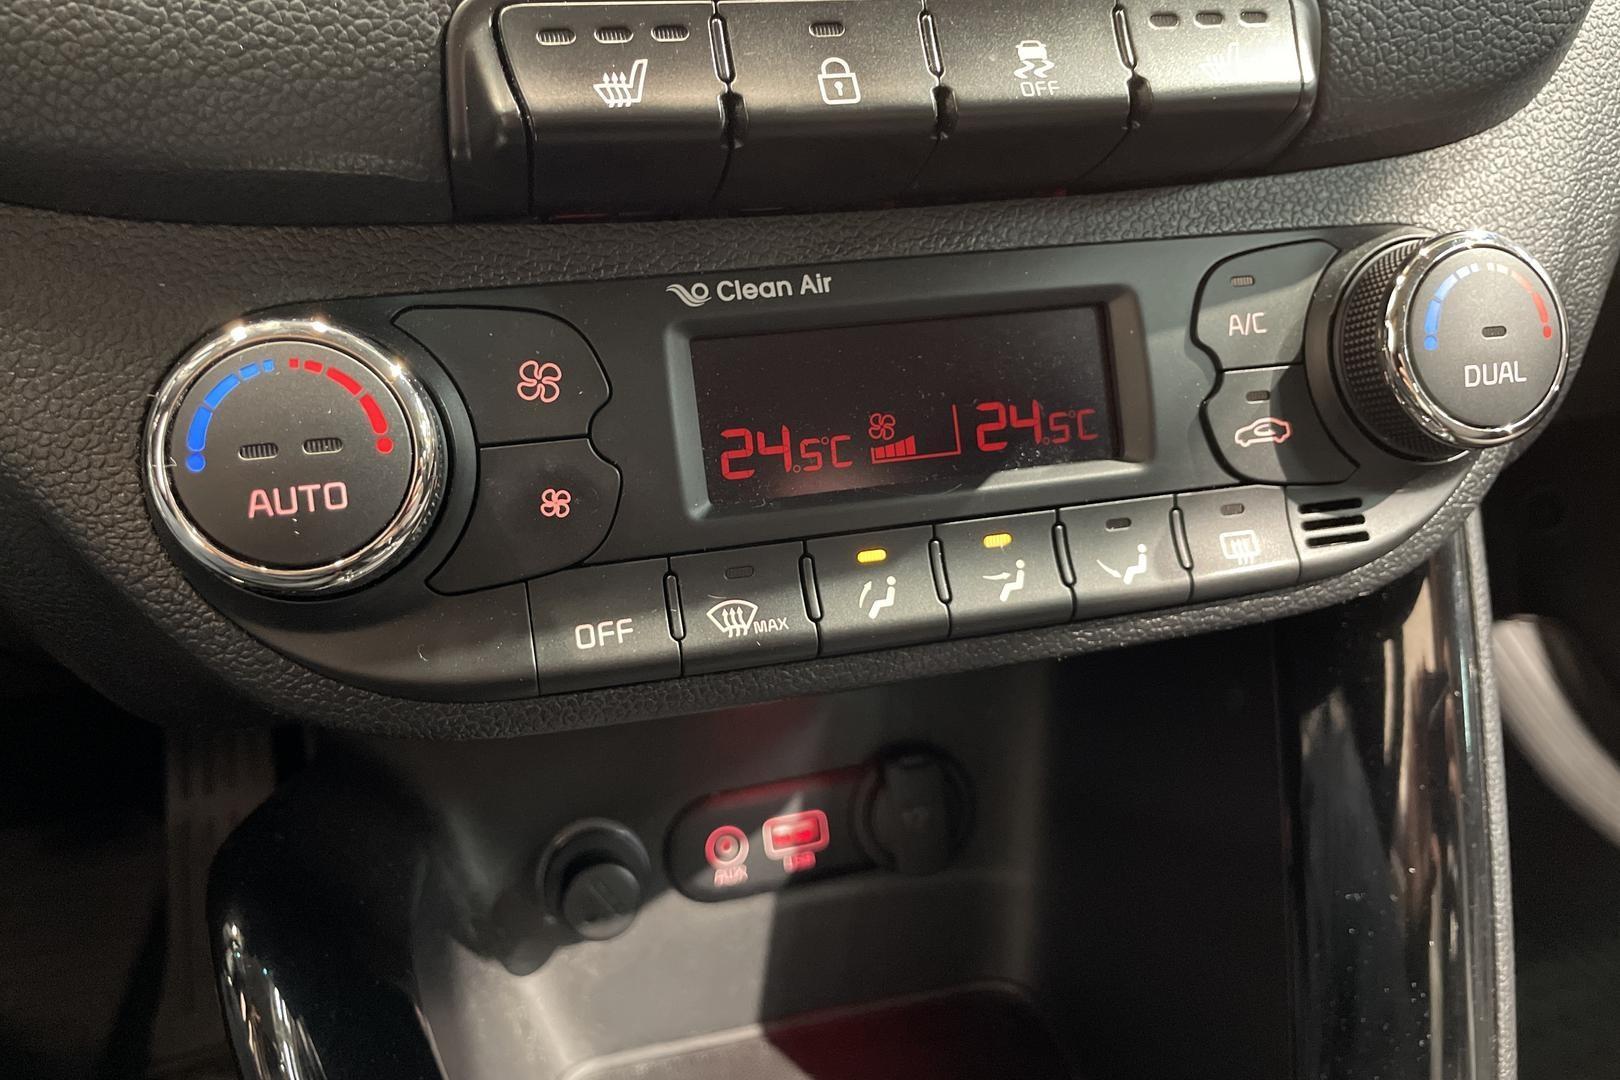 OFF
Clean Air
A/C
DUAL
24.5°C
24.5°C
AUTO
OFF
MAX
AUX
USB